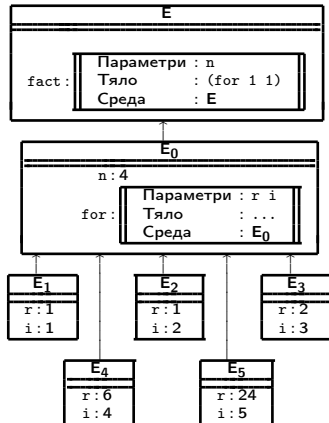 E
fact : Параметри : n
Тяло : (for 1 1)
Среда : E
E0
n : 4
for : Параметри : r i
Тяло : ...
Среда : E0
E1 E2 E3
r : 1 r : 1 r : 2
i : 1 i : 2 i : 3
E4 E5
r : 6 r : 24
i : 4 i : 5